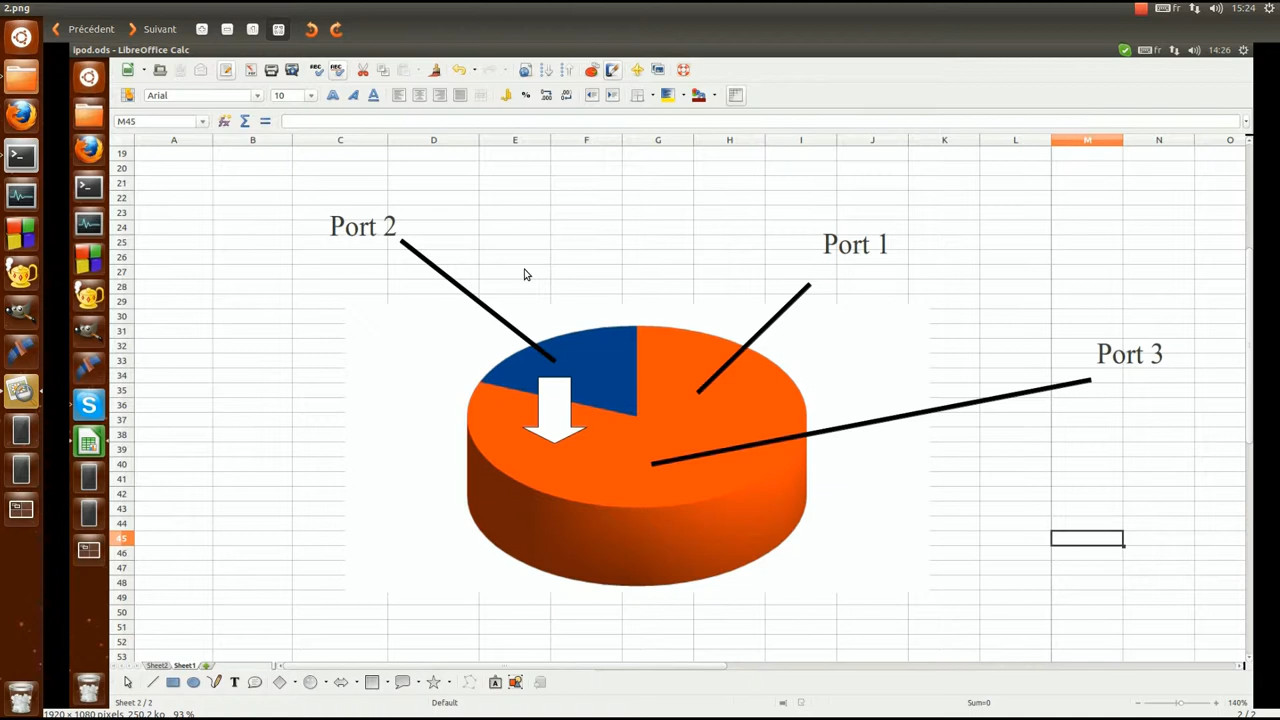 2.png
fr
15:24
Précédent
Suivant
ipod.ods - LibreOffice Calc
fr
14:26
Arial
10
M45
A B C D E F G H I J K L M N O
19
20
21
22
23
24
25
26
27
28
29
30
31
32
33
34
35
36
37
38
39
40
41
42
43
44
45
46
47
48
49
50
51
52
53
Port 2
Port 1
Port 3
Sheet2 Sheet1
Sheet 2 / 2
Default
Sum=0
140%
1920 × 1080 pixels, 250.2 ko 93 %
2 / 2